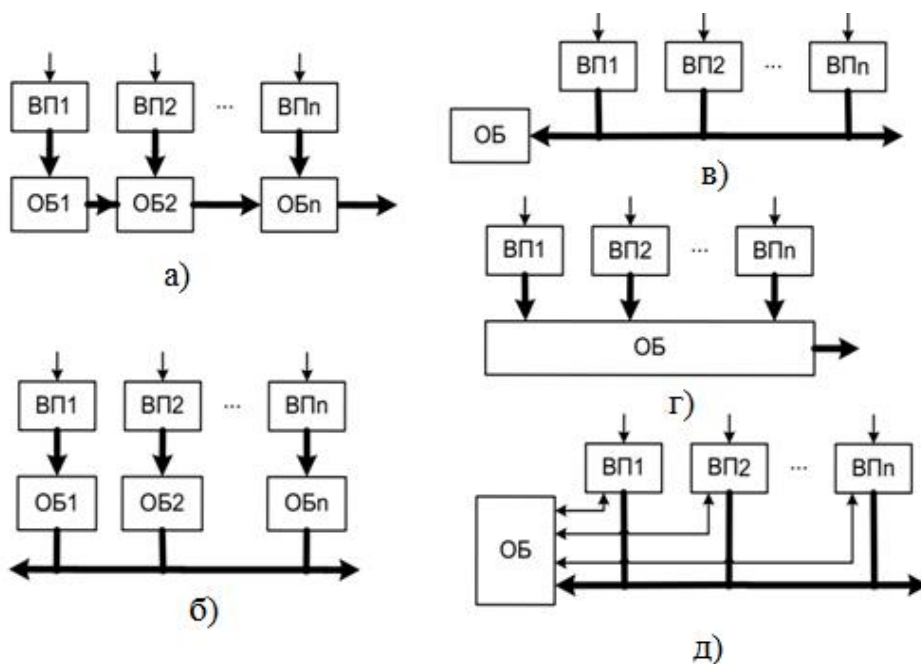 ВП1 ВП2 ... ВПn
ОБ1 ОБ2 ОБn
а)
ВП1 ВП2 ... ВПn
ОБ1 ОБ2 ОБn
б)
ВП1 ВП2 ... ВПn
ОБ
в)
ВП1 ВП2 ... ВПn
ОБ
г)
ВП1 ВП2 ... ВПn
ОБ
д)